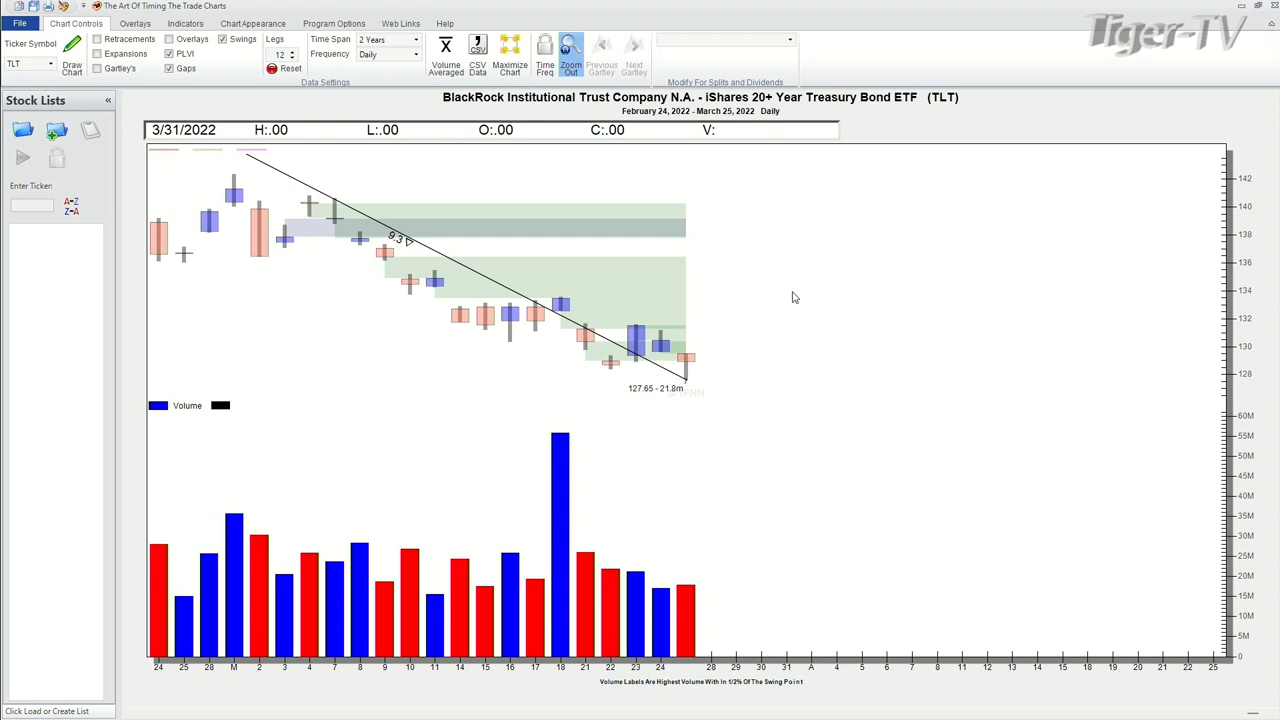 The Art Of Timing The Trade Charts
Tiger-TV
File Chart Controls Overlays Indicators Chart Appearance Program Options Web Links Help
Ticker Symbol
TLT
Draw Chart
Retracements Overlays Swings
Expansions PLVI
Gartley's Gaps
Legs
12
Reset
Time Span 2 Years
Frequency Daily
Data Settings
Volume Averaged
CSV Data
Maximize Chart
Time Freq
Zoom Out
Previous Gartley
Next Gartley
Modify For Splits and Dividends
Stock Lists «
Enter Ticker:
A-Z
Z-A
Click Load or Create List
BlackRock Institutional Trust Company N.A. - iShares 20+ Year Treasury Bond ETF (TLT)
February 24, 2022 - March 25, 2022 Daily
3/31/2022 H:.00 L:.00 O:.00 C:.00 V:
142
140
138
136
134
132
130
128
9.3
127.65 - 21.8m
© TFNN
Volume
60M
55M
50M
45M
40M
35M
30M
25M
20M
15M
10M
5M
0
24 25 28 M 2 3 4 7 8 9 10 11 14 15 16 17 18 21 22 23 24 28 29 30 31 A 4 5 6 7 8 11 12 13 14 15 18 19 20 21 22 25
Volume Labels Are Highest Volume With In 1/2% Of The Swing Point